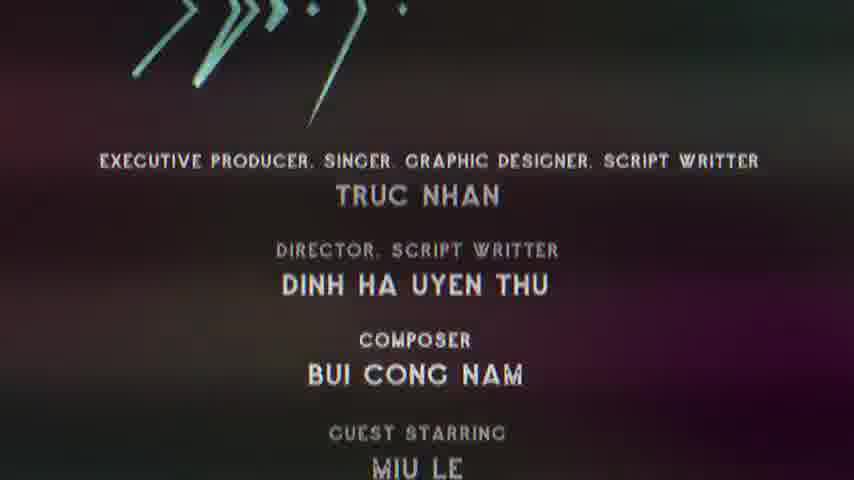 EXECUTIVE PRODUCER. SINGER. GRAPHIC DESIGNER. SCRIPT WRITTER
TRUC NHAN
DIRECTOR. SCRIPT WRITTER
DINH HA UYEN THU
COMPOSER
BUI CONG NAM
GUEST STARRING
MIU LE